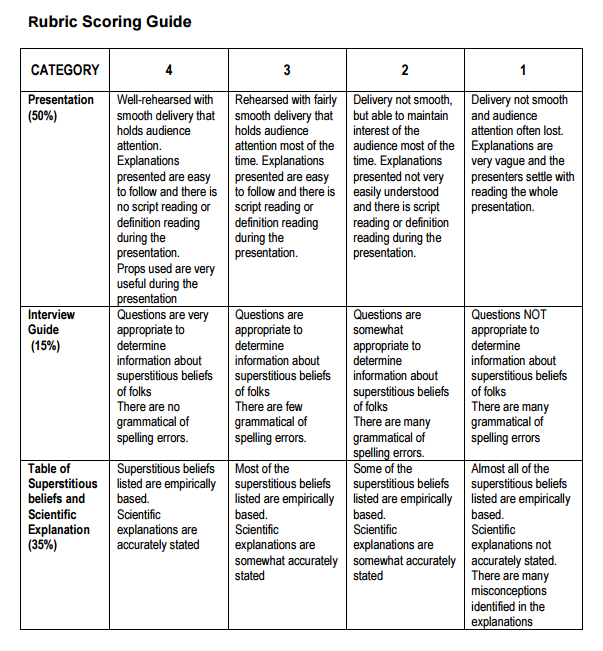 Rubric Scoring Guide
CATEGORY
4
3
2
1
Presentation
(50%)
Well-rehearsed with
smooth delivery that
holds audience
attention.
Explanations
presented are easy
to follow and there is
no script reading or
definition reading
during the
presentation.
Props used are very
useful during the
presentation
Rehearsed with fairly
smooth delivery that
holds audience
attention most of the
time. Explanations
presented are easy
to follow and there is
script reading or
definition reading
during the
presentation.
Delivery not smooth,
but able to maintain
interest of the
audience most of the
time. Explanations
presented not very
easily understood
and there is script
reading or definition
reading during the
presentation.
Delivery not smooth
and audience
attention often lost.
Explanations are
very vague and the
presenters settle with
reading the whole
presentation.
Interview
Guide
(15%)
Questions are very
appropriate to
determine
information about
superstitious beliefs
of folks
There are no
grammatical of
spelling errors.
Questions are
appropriate to
determine
information about
superstitious beliefs
of folks
There are few
grammatical of
spelling errors.
Questions are
somewhat
appropriate to
determine
information about
superstitious beliefs
of folks
There are many
grammatical of
spelling errors.
Questions NOT
appropriate to
determine
information about
superstitious beliefs
of folks
There are many
grammatical of
spelling errors
Table of
Superstitious
beliefs and
Scientific
Explanation
(35%)
Superstitious beliefs
listed are empirically
based.
Scientific
explanations are
accurately stated
Most of the
superstitious beliefs
listed are empirically
based.
Scientific
explanations are
somewhat accurately
stated
Some of the
superstitious beliefs
listed are empirically
based.
Scientific
explanations are
somewhat accurately
stated
Almost all of the
superstitious beliefs
listed are empirically
based.
Scientific
explanations not
accurately stated.
There are many
misconceptions
identified in the
explanations